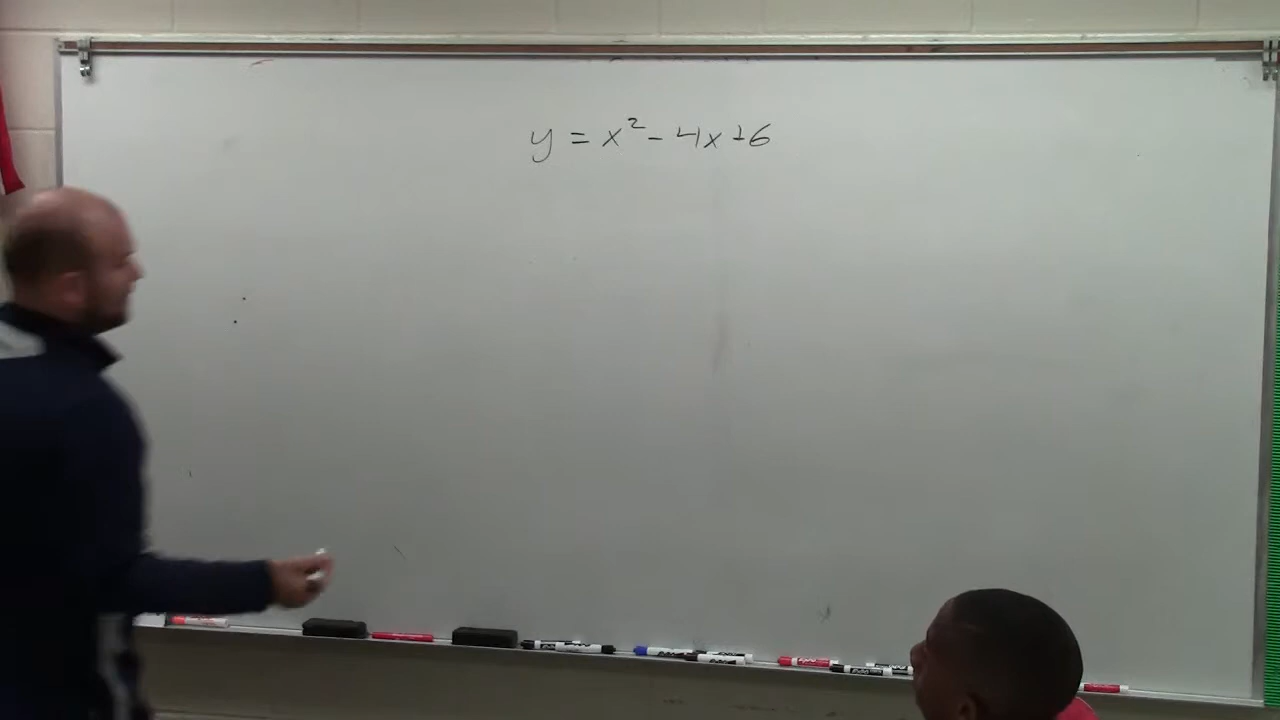 y = x² - 4x + 6